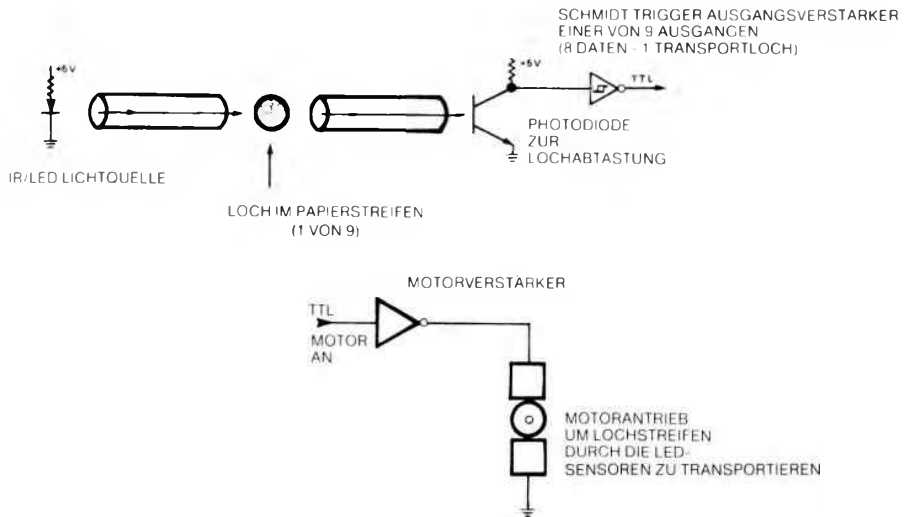 SCHMIDT TRIGGER AUSGANGSVERSTARKER
EINER VON 9 AUSGANGEN
(8 DATEN - 1 TRANSPORTLOCH)
+5V
+5V
TTL
PHOTODIODE
ZUR
LOCHABTASTUNG
IR/LED LICHTQUELLE
LOCH IM PAPIERSTREIFEN
(1 VON 9)
MOTORVERSTARKER
TTL
MOTOR
AN
MOTORANTRIEB
UM LOCHSTREIFEN
DURCH DIE LED-
SENSOREN ZU TRANSPORTIEREN